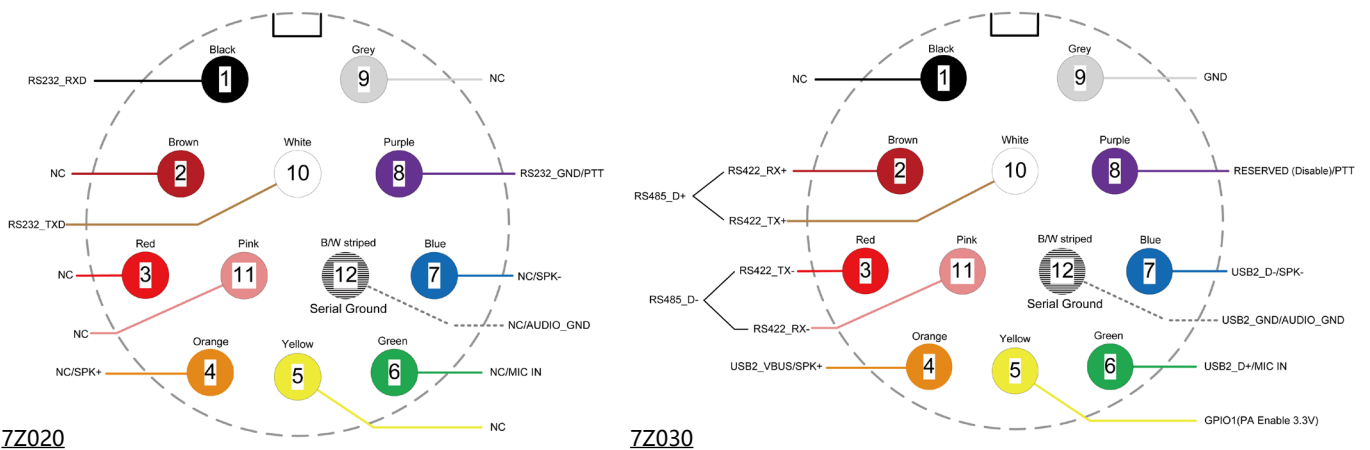 Black
Grey
RS232_RXD
1
9
NC
Brown
White
Purple
NC
2
10
8
RS232_GND/PTT
RS232_TXD
Red
Pink
B/W striped
Blue
NC
3
11
12
7
NC/SPK-
Serial Ground
NC/AUDIO_GND
NC
Orange
Yellow
Green
NC/SPK+
4
5
6
NC/MIC IN
NC
7Z020
Black
Grey
NC
1
9
GND
Brown
White
Purple
RS422_RX+
2
10
8
RESERVED (Disable)/PTT
RS485_D+
RS422_TX+
Red
Pink
B/W striped
Blue
RS422_TX-
3
11
12
7
USB2_D-/SPK-
RS485_D-
Serial Ground
USB2_GND/AUDIO_GND
RS422_RX-
Orange
Yellow
Green
USB2_VBUS/SPK+
4
5
6
USB2_D+/MIC IN
GPIO1(PA Enable 3.3V)
7Z030